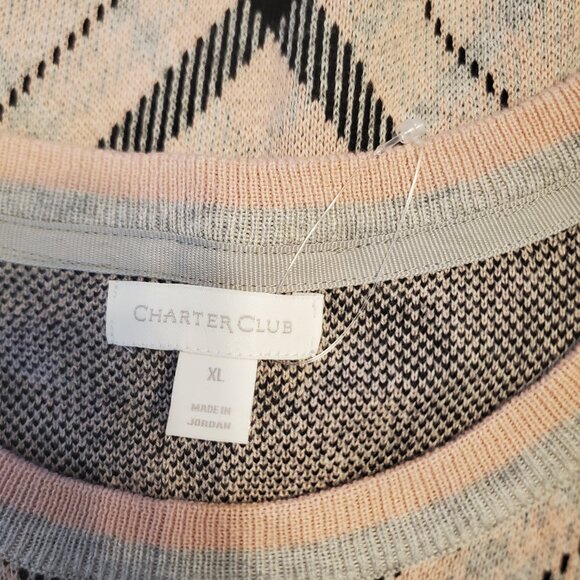 CHARTER CLUB
XL
MADE IN
JORDAN